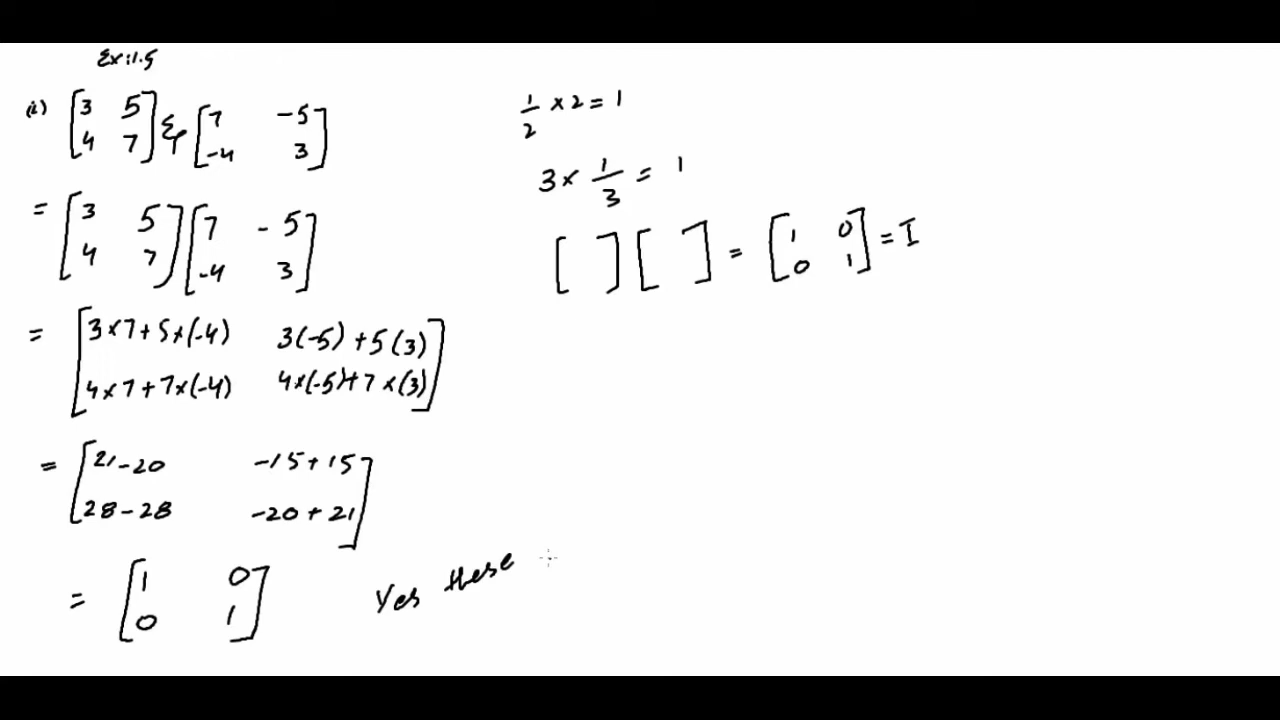 Ex:1.5
(i) [3 5] & [7 -5]
[4 7] [-4 3]
= [3 5] [7 -5]
[4 7] [-4 3]
= [3×7+5×(-4) 3(-5)+5(3)]
[4×7+7×(-4) 4×(-5)+7×(3)]
= [21-20 -15+15]
[28-28 -20+21]
= [1 0]
[0 1]
Yes these
1/2 ×2=1
3× 1/3 = 1
[ ] [ ] = [1 0] = I
[0 1]